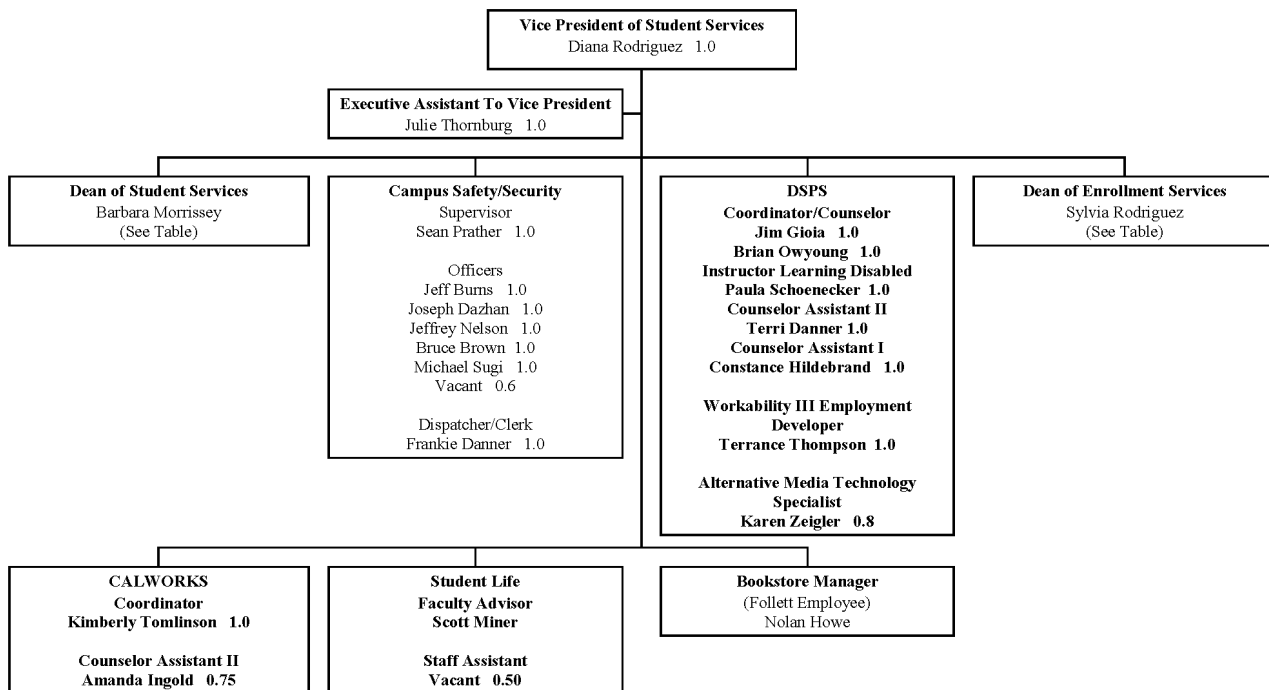 Vice President of Student Services
Diana Rodriguez 1.0
Executive Assistant To Vice President
Julie Thornburg 1.0
Dean of Student Services
Barbara Morrissey
(See Table)
Campus Safety/Security
Supervisor
Sean Prather 1.0
Officers
Jeff Burns 1.0
Joseph Dazhan 1.0
Jeffrey Nelson 1.0
Bruce Brown 1.0
Michael Sugi 1.0
Vacant 0.6
Dispatcher/Clerk
Frankie Danner 1.0
DSPS
Coordinator/Counselor
Jim Gioia 1.0
Brian Owyoung 1.0
Instructor Learning Disabled
Paula Schoenecker 1.0
Counselor Assistant II
Terri Danner 1.0
Counselor Assistant I
Constance Hildebrand 1.0
Workability III Employment
Developer
Terrance Thompson 1.0
Alternative Media Technology
Specialist
Karen Zeigler 0.8
Dean of Enrollment Services
Sylvia Rodriguez
(See Table)
CALWORKS
Coordinator
Kimberly Tomlinson 1.0
Counselor Assistant II
Amanda Ingold 0.75
Student Life
Faculty Advisor
Scott Miner
Staff Assistant
Vacant 0.50
Bookstore Manager
(Follett Employee)
Nolan Howe